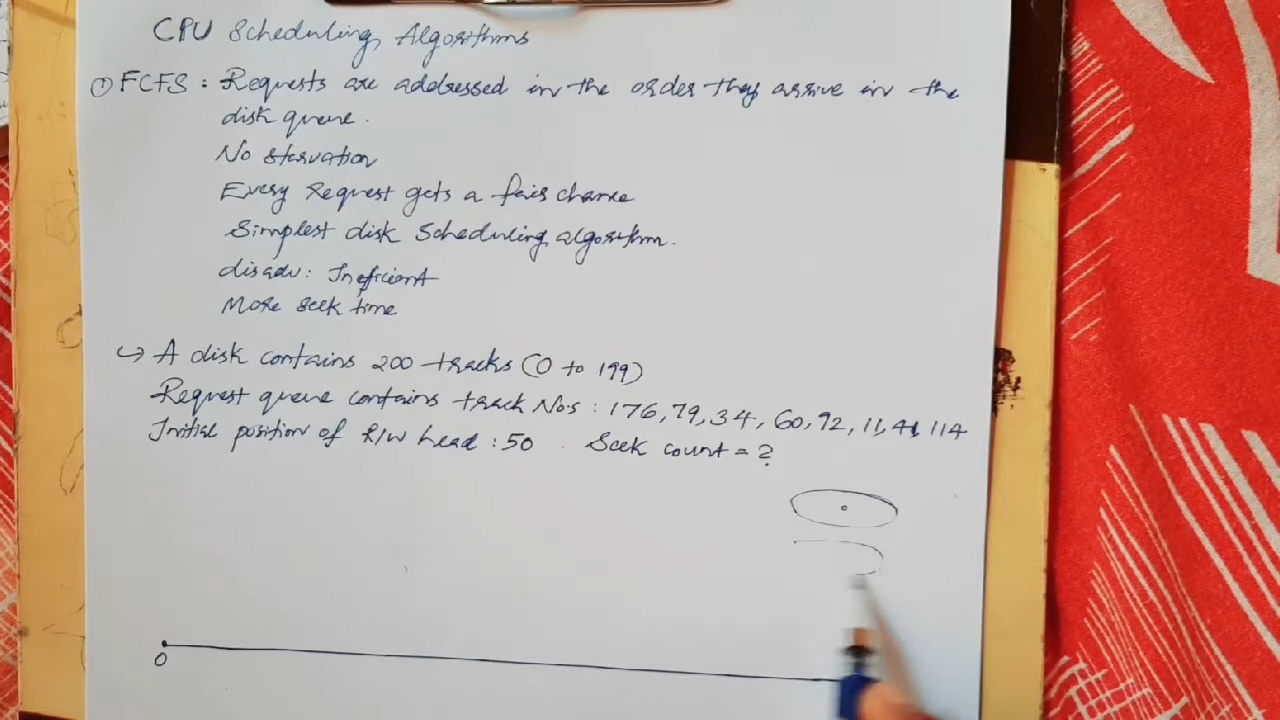 CPU Scheduling Algorithms
① FCFS : Requests are addressed in the order they arrive in the
disk queue.
No starvation
Every Request gets a fair chance
Simplest disk Scheduling algorithm.
disadv: Inefficient
More seek time
↪ A disk contains 200 tracks (0 to 199)
Request queue contains track No.s : 176, 79, 34, 60, 92, 11, 41, 114
Initial position of R/W head : 50 . Seek count = ?
0